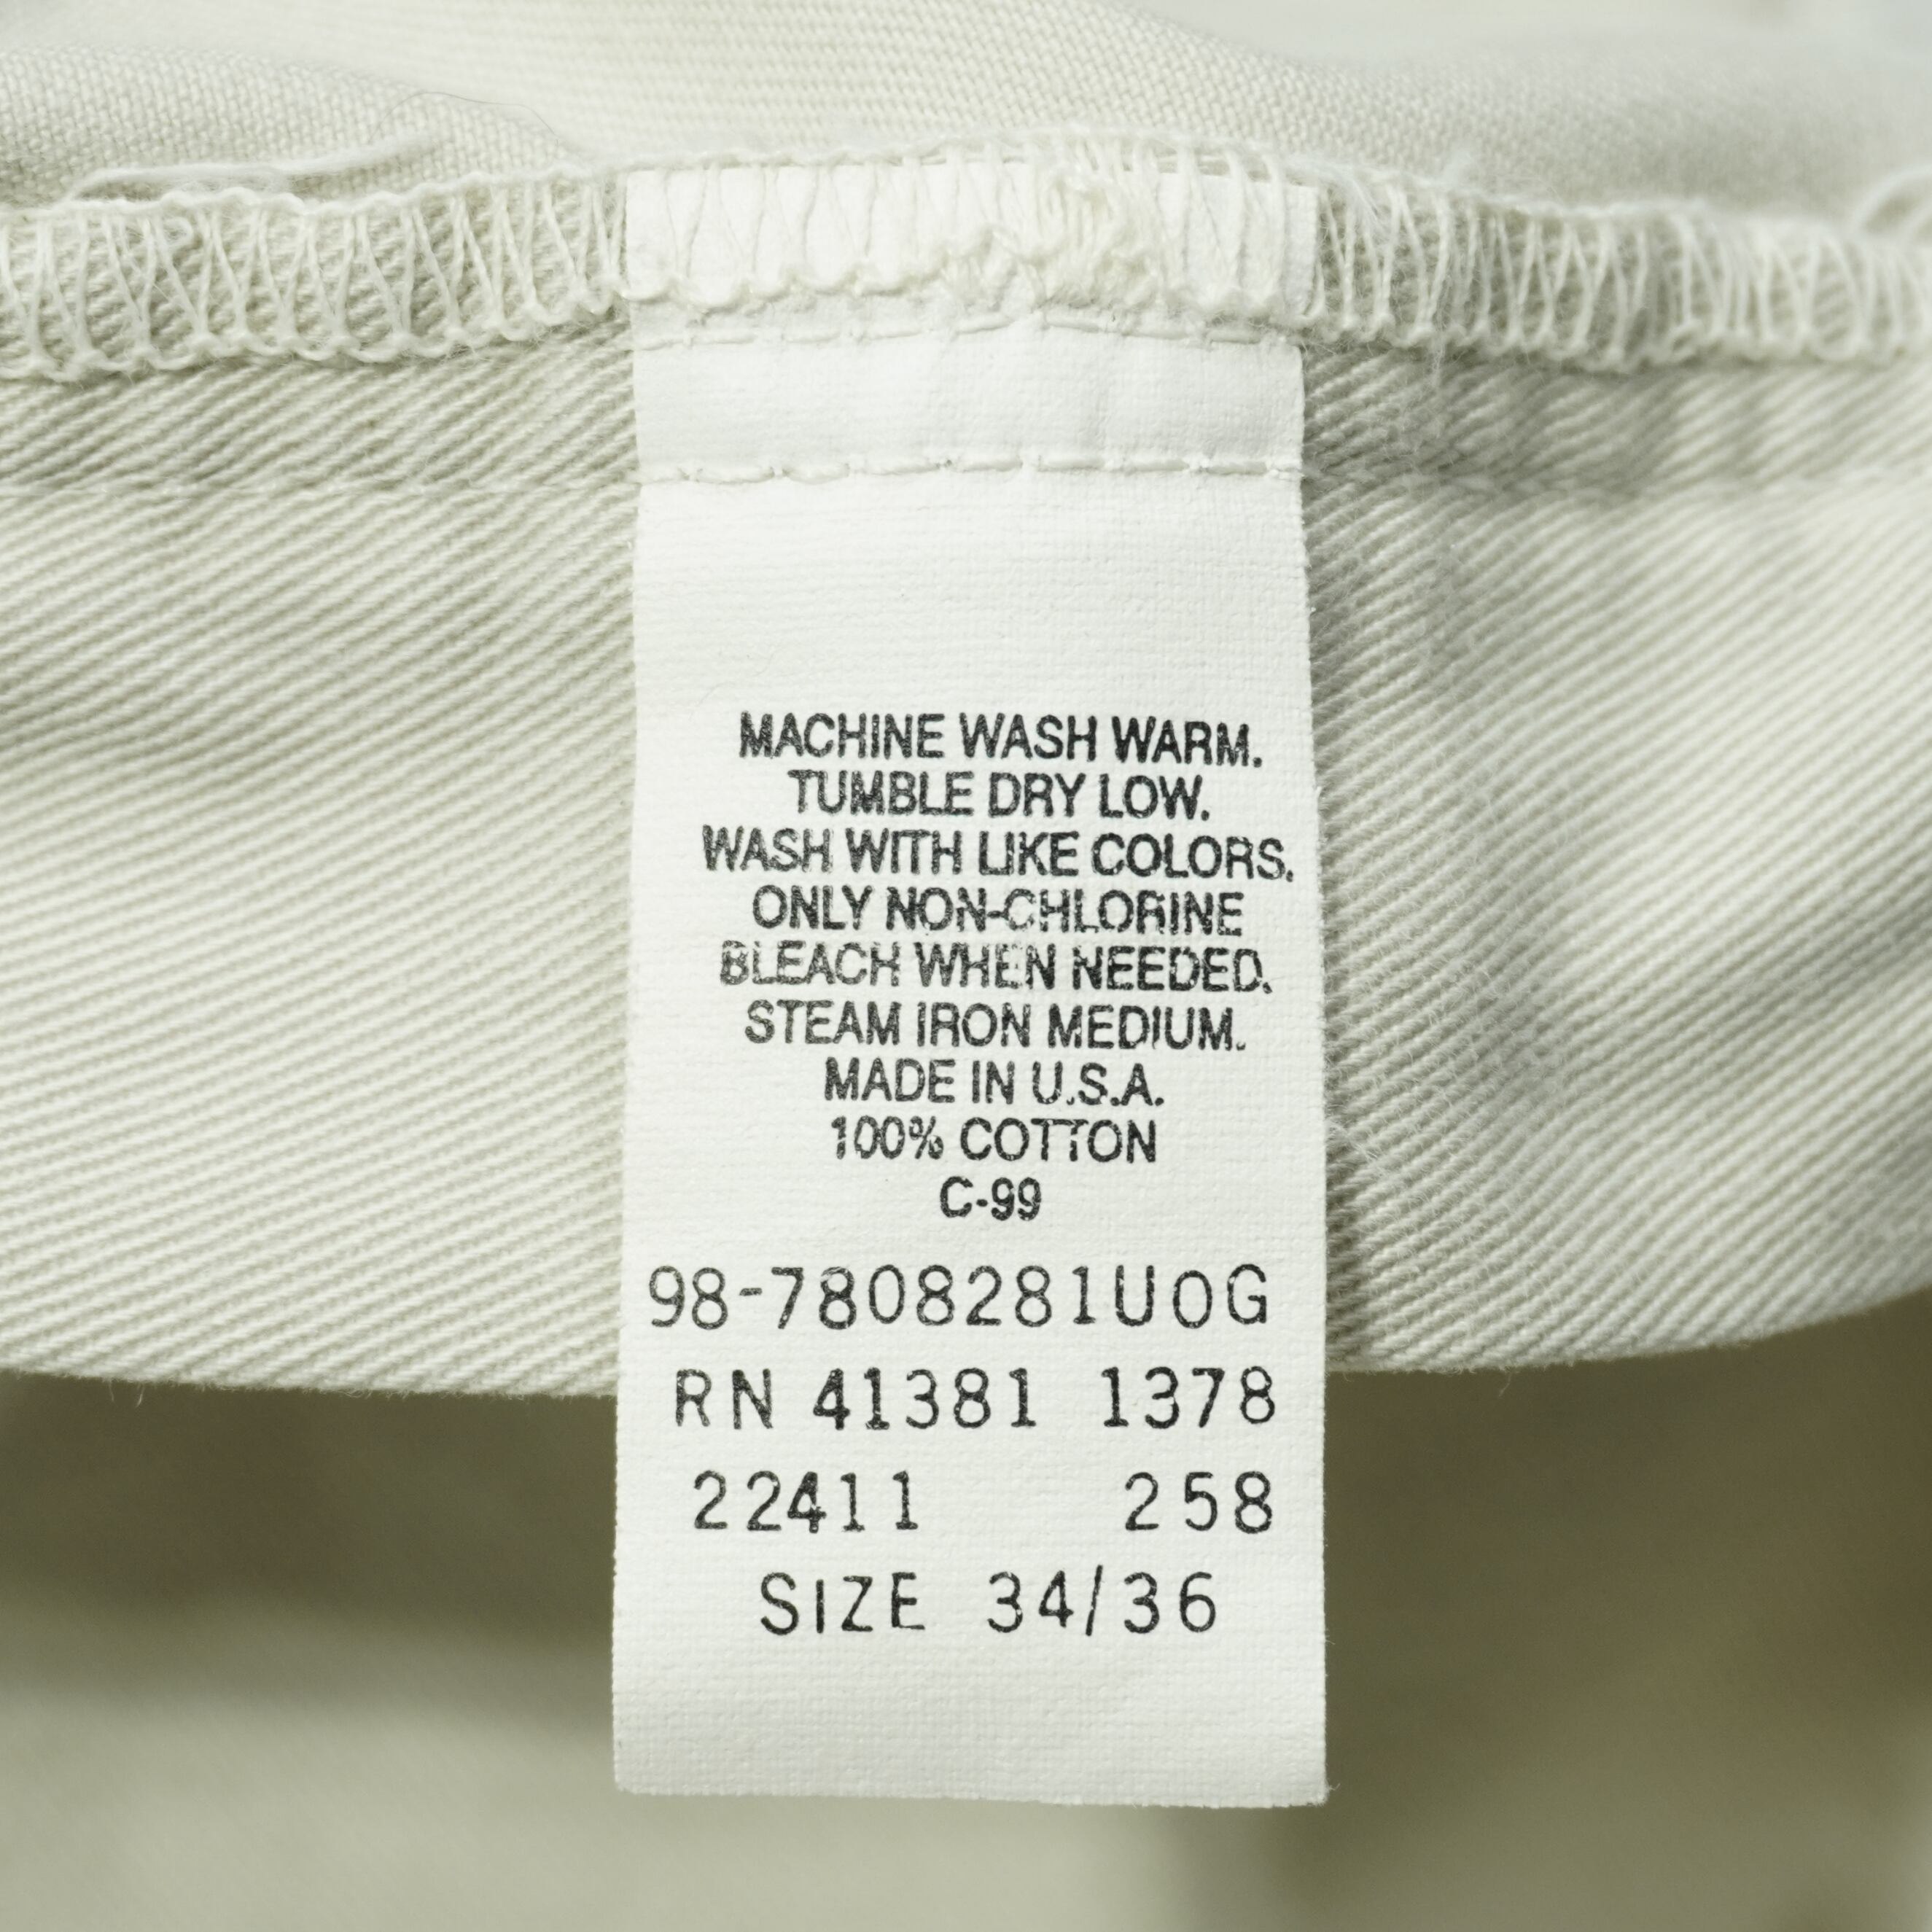 MACHINE WASH WARM.
TUMBLE DRY LOW.
WASH WITH LIKE COLORS.
ONLY NON-CHLORINE
BLEACH WHEN NEEDED.
STEAM IRON MEDIUM.
MADE IN U.S.A.
100% COTTON
C-99
98-7808281U0G
RN 41381 1378
22411 258
SIZE 34/36